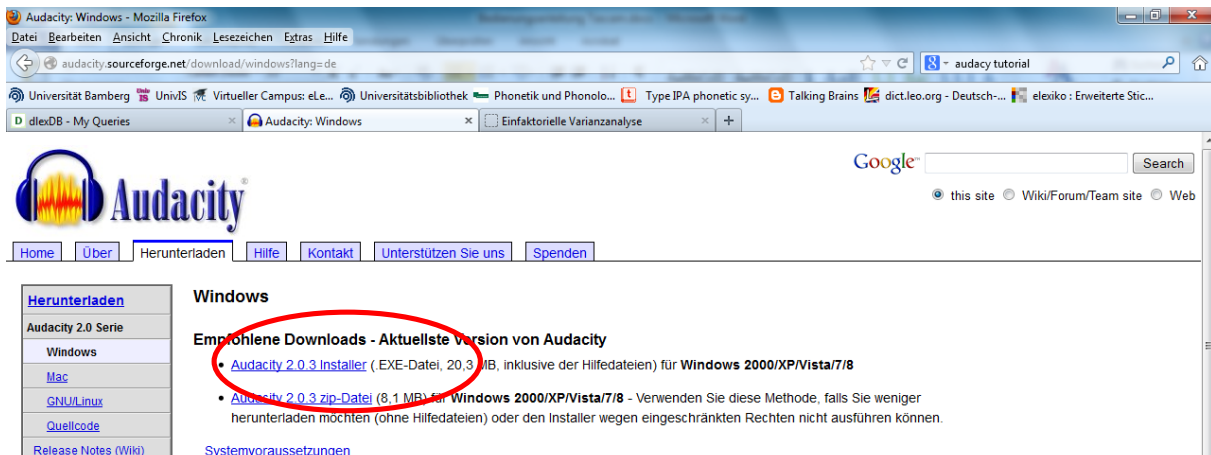 Audacity: Windows - Mozilla Firefox
Datei Bearbeiten Ansicht Chronik Lesezeichen Extras Hilfe
audacity.sourceforge.net/download/windows?lang=de
audacy tutorial
Universität Bamberg UnivIS Virtueller Campus: eLe... Universitätsbibliothek Phonetik und Phonolo... Type IPA phonetic sy... Talking Brains dict.leo.org - Deutsch-... elexiko : Erweiterte Stic...
dlexDB - My Queries Audacity: Windows Einfaktorielle Varianzanalyse
Google Search
this site Wiki/Forum/Team site Web
Audacity
Home Über Herunterladen Hilfe Kontakt Unterstützen Sie uns Spenden
Herunterladen
Audacity 2.0 Serie
Windows
Mac
GNU/Linux
Quellcode
Release Notes (Wiki)
Windows
Empfohlene Downloads - Aktuellste Version von Audacity
Audacity 2.0.3 Installer (.EXE-Datei, 20,3 MB, inklusive der Hilfedateien) für Windows 2000/XP/Vista/7/8
Audacity 2.0.3 zip-Datei (8,1 MB) für Windows 2000/XP/Vista/7/8 - Verwenden Sie diese Methode, falls Sie weniger
herunterladen möchten (ohne Hilfedateien) oder den Installer wegen eingeschränkten Rechten nicht ausführen können.
Systemvoraussetzungen